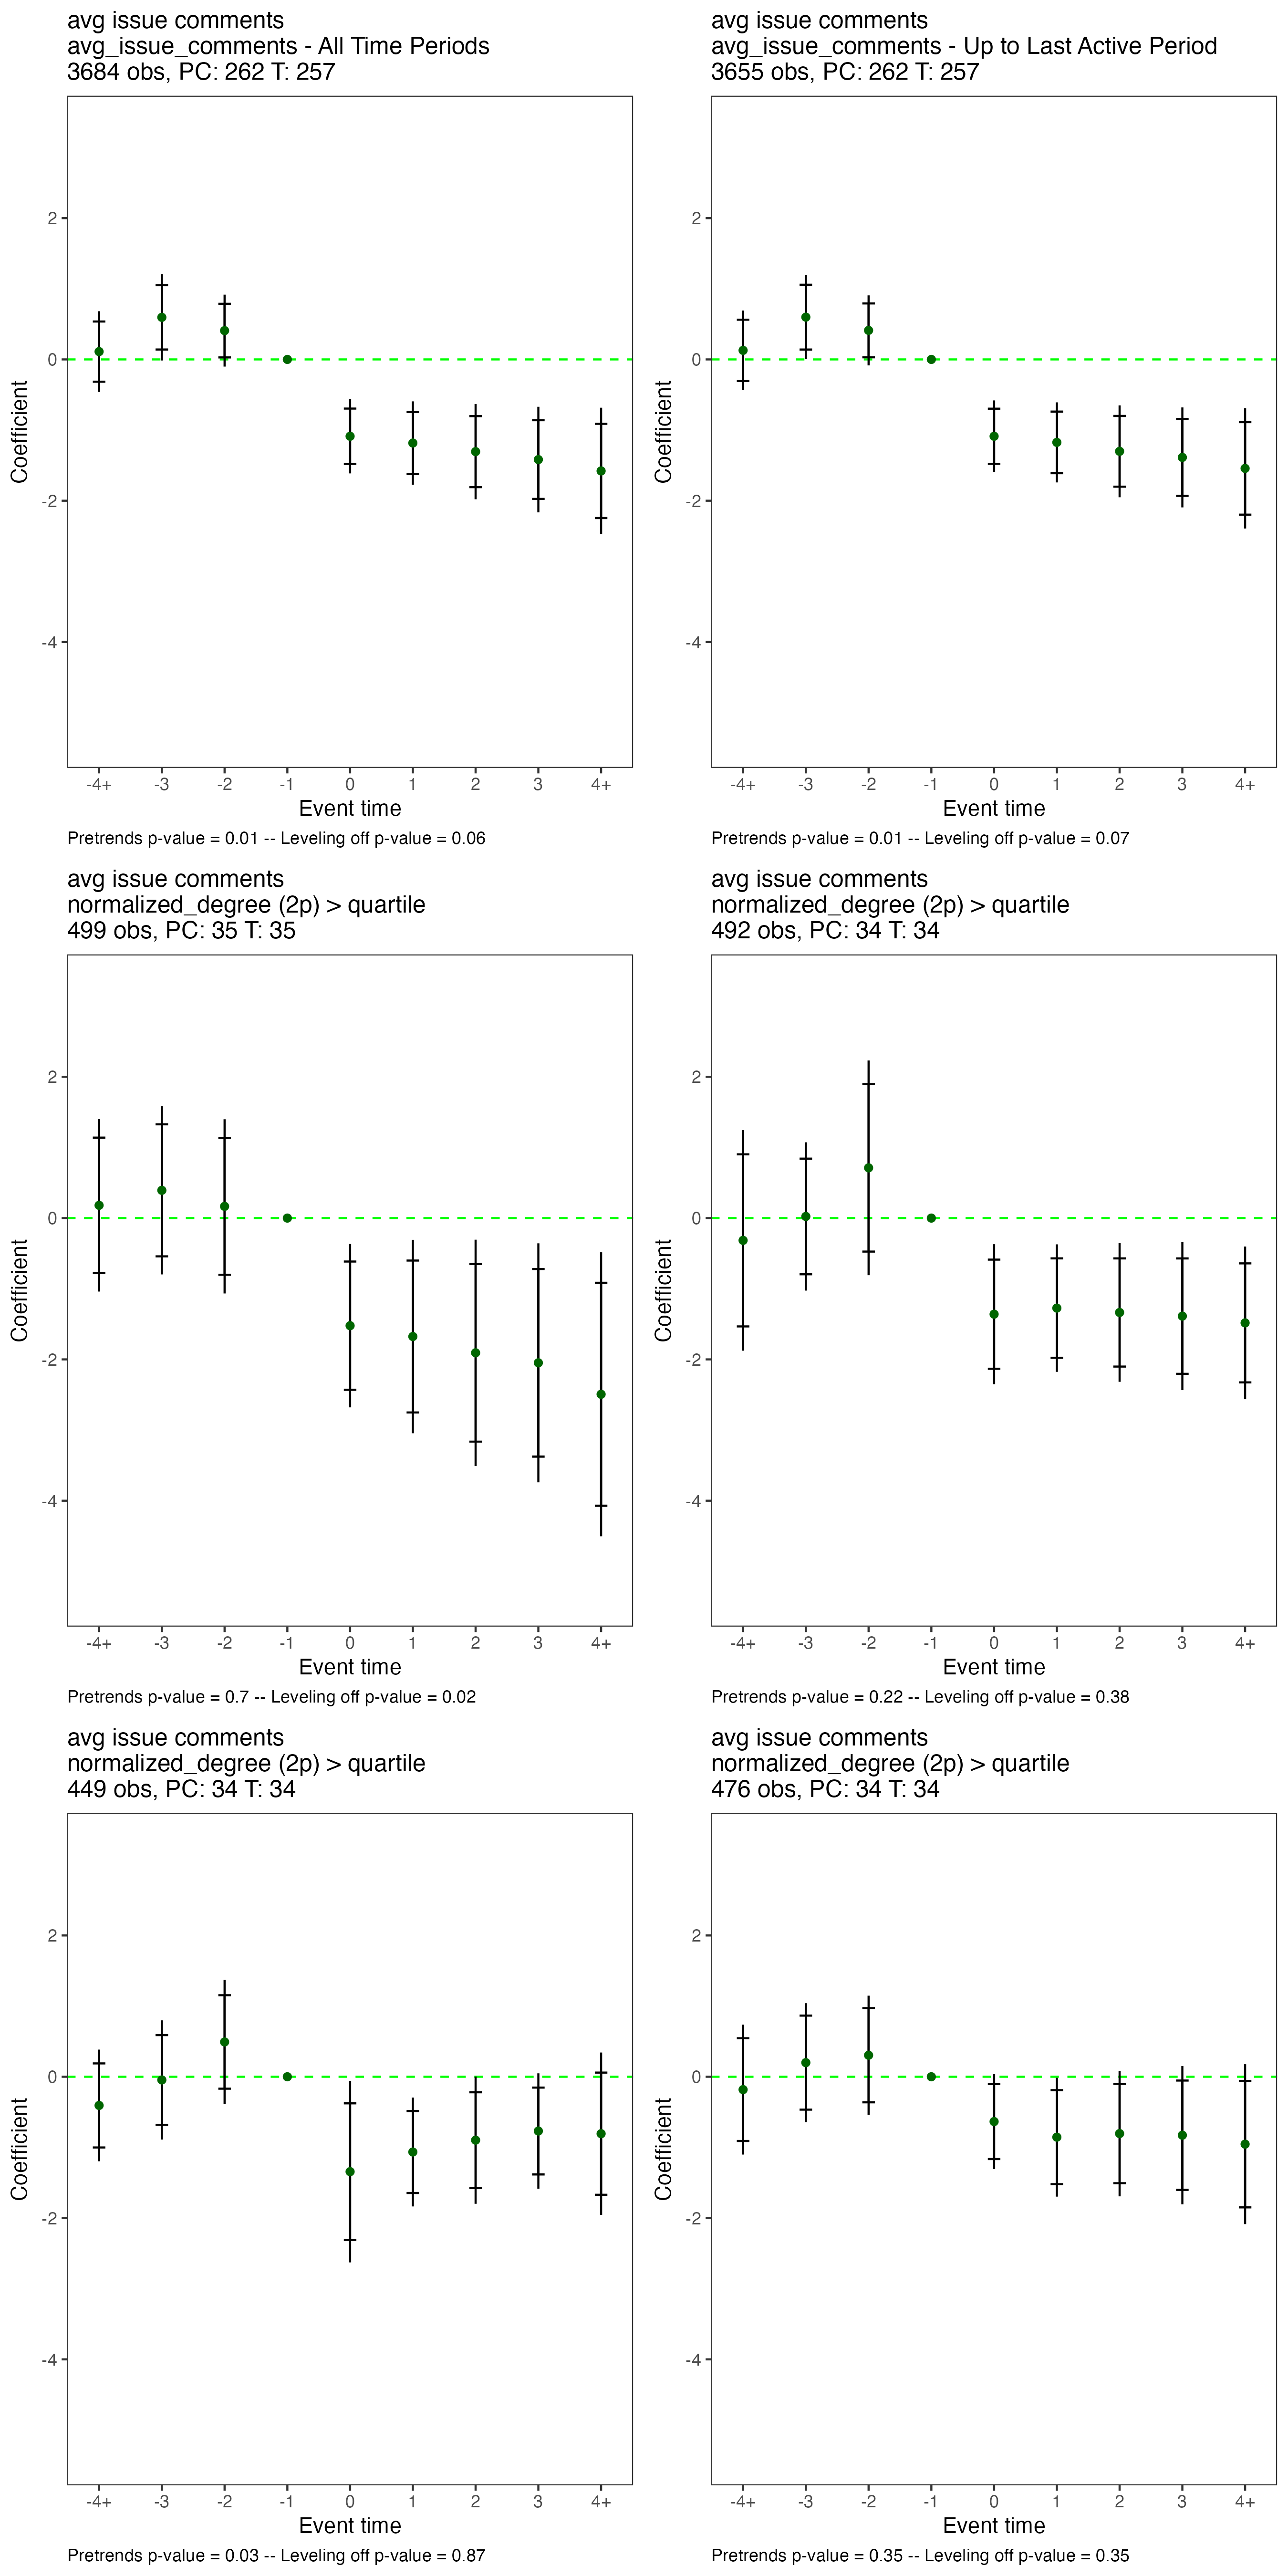 avg issue comments
avg_issue_comments - All Time Periods
3684 obs, PC: 262 T: 257
Coefficient
2
0
-2
-4
-4+ -3 -2 -1 0 1 2 3 4+
Event time
Pretrends p-value = 0.01 -- Leveling off p-value = 0.06
avg issue comments
avg_issue_comments - Up to Last Active Period
3655 obs, PC: 262 T: 257
Coefficient
2
0
-2
-4
-4+ -3 -2 -1 0 1 2 3 4+
Event time
Pretrends p-value = 0.01 -- Leveling off p-value = 0.07
avg issue comments
normalized_degree (2p) > quartile
499 obs, PC: 35 T: 35
Coefficient
2
0
-2
-4
-4+ -3 -2 -1 0 1 2 3 4+
Event time
Pretrends p-value = 0.7 -- Leveling off p-value = 0.02
avg issue comments
normalized_degree (2p) > quartile
492 obs, PC: 34 T: 34
Coefficient
2
0
-2
-4
-4+ -3 -2 -1 0 1 2 3 4+
Event time
Pretrends p-value = 0.22 -- Leveling off p-value = 0.38
avg issue comments
normalized_degree (2p) > quartile
449 obs, PC: 34 T: 34
Coefficient
2
0
-2
-4
-4+ -3 -2 -1 0 1 2 3 4+
Event time
Pretrends p-value = 0.03 -- Leveling off p-value = 0.87
avg issue comments
normalized_degree (2p) > quartile
476 obs, PC: 34 T: 34
Coefficient
2
0
-2
-4
-4+ -3 -2 -1 0 1 2 3 4+
Event time
Pretrends p-value = 0.35 -- Leveling off p-value = 0.35